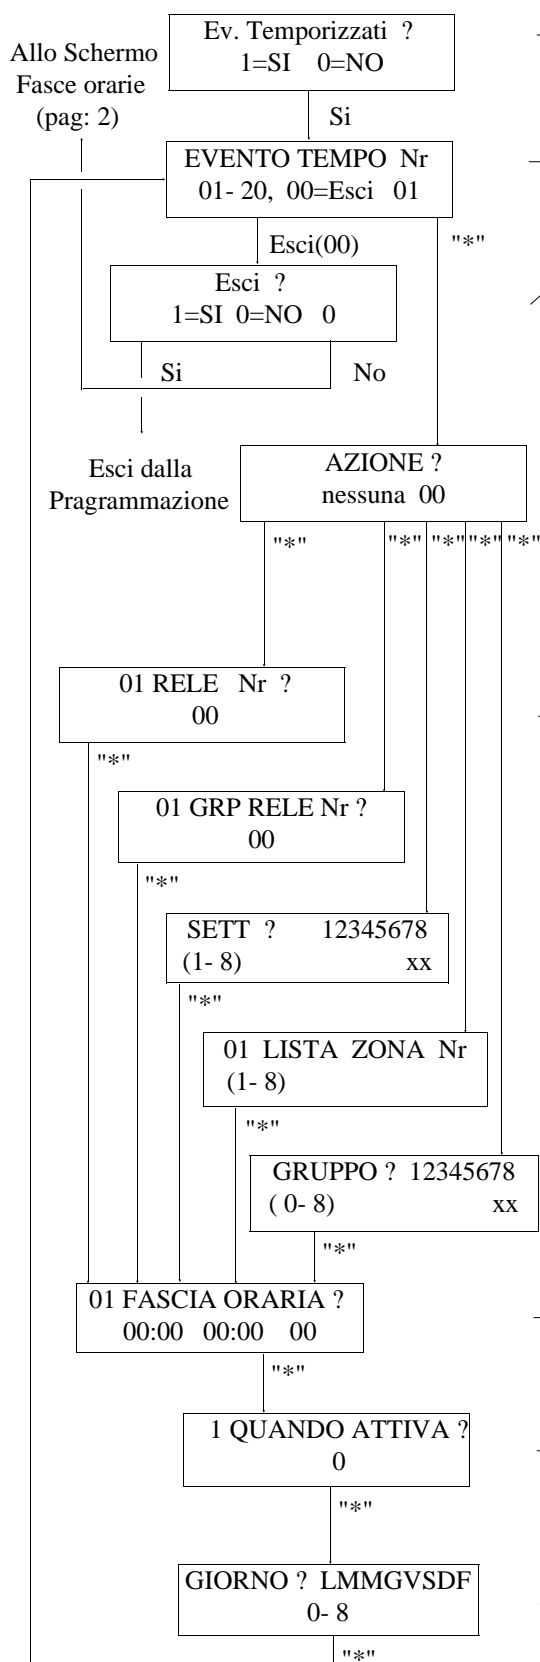 Ev. Temporizzati ?
1=SI 0=NO
Allo Schermo
Fasce orarie
(pag: 2)
Si
EVENTO TEMPO Nr
01- 20, 00=Esci 01
Esci(00)
"*"
Esci ?
1=SI 0=NO 0
Si
No
Esci dalla
Pragrammazione
AZIONE ?
nessuna 00
"*"
"*" "*" "*" "*"
01 RELE Nr ?
00
"*"
01 GRP RELE Nr ?
00
"*"
SETT ? 12345678
(1- 8) xx
"*"
01 LISTA ZONA Nr
(1- 8)
"*"
GRUPPO ? 12345678
( 0- 8) xx
"*"
01 FASCIA ORARIA ?
00:00 00:00 00
"*"
1 QUANDO ATTIVA ?
0
"*"
GIORNO ? LMMGVSDF
0- 8
"*"